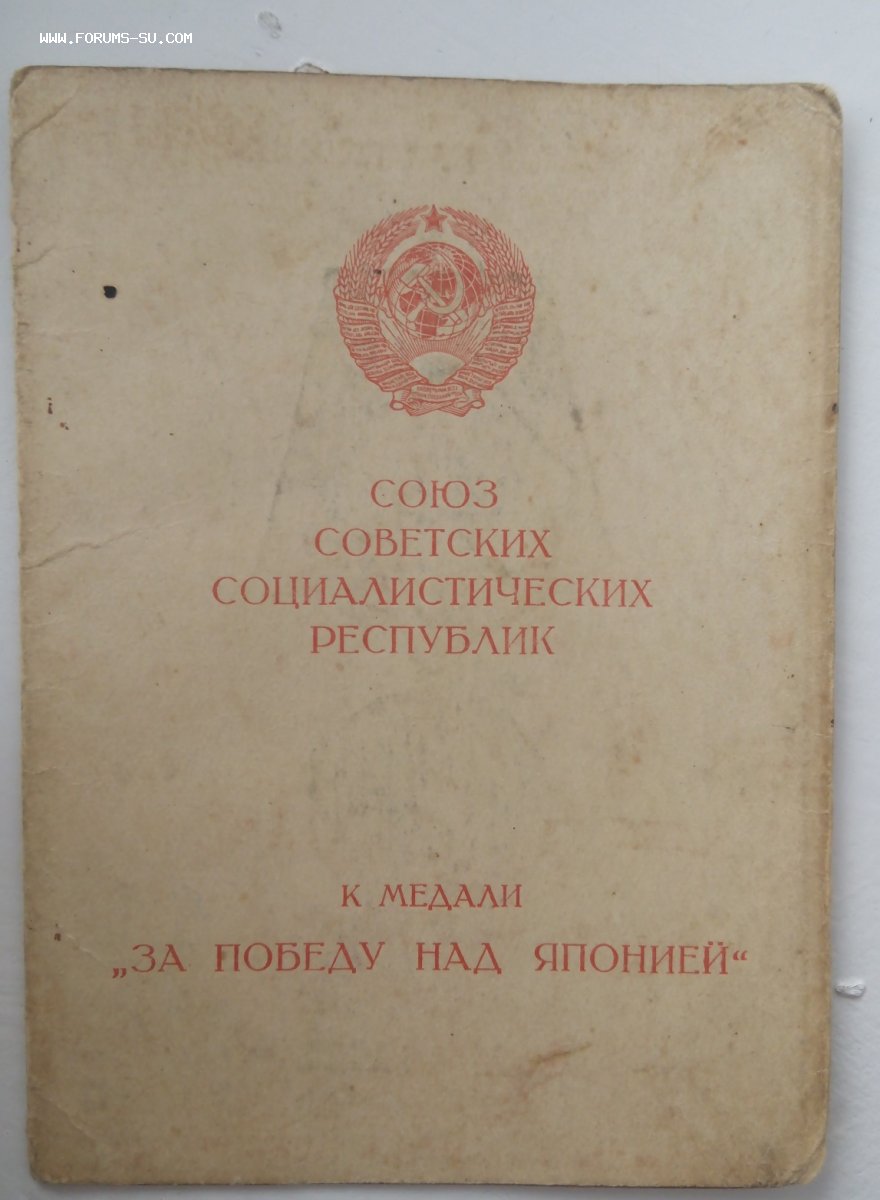 WWW.FORUMS-SU.COM
СОЮЗ
СОВЕТСКИХ
СОЦИАЛИСТИЧЕСКИХ
РЕСПУБЛИК
К МЕДАЛИ
„ЗА ПОБЕДУ НАД ЯПОНИЕЙ“